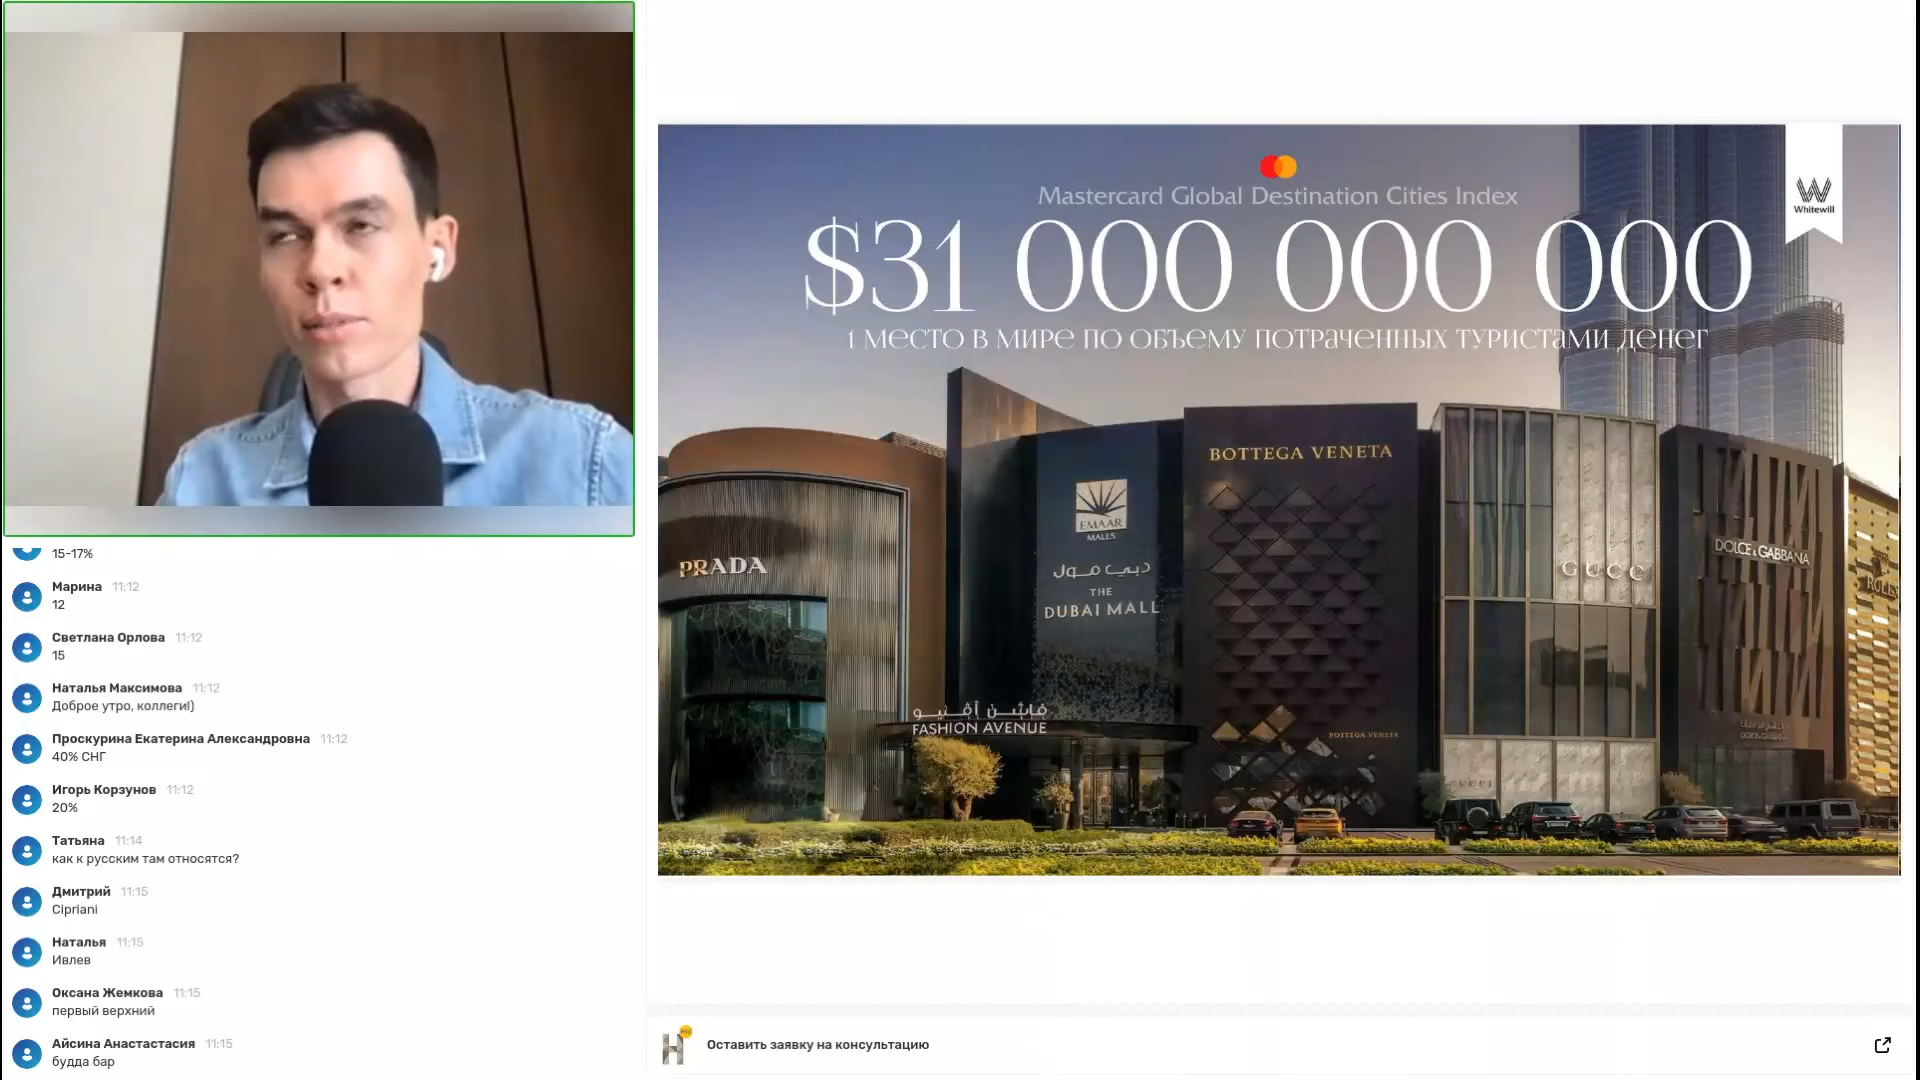 15-17%
Марина 11:12
12
Светлана Орлова 11:12
15
Наталья Максимова 11:12
Доброе утро, коллеги!)
Проскурина Екатерина Александровна 11:12
40% СНГ
Игорь Корзунов 11:12
20%
Татьяна 11:14
как к русским там относятся?
Дмитрий 11:15
Cipriani
Наталья 11:15
Ивлев
Оксана Жемкова 11:15
первый верхний
Айсина Анастастасия 11:15
будда бар
Mastercard Global Destination Cities Index
$31 000 000 000
1 место в мире по объему потраченных туристами денег
Whitewill
PRADA
EMAAR
MALLS
دبي مول
THE
DUBAI MALL
فاشن أفنيو
FASHION AVENUE
BOTTEGA VENETA
BOTTEGA VENETA
GUCCI
GUCCI
DOLCE & GABBANA
ROLEX
PRO
H
Оставить заявку на консультацию